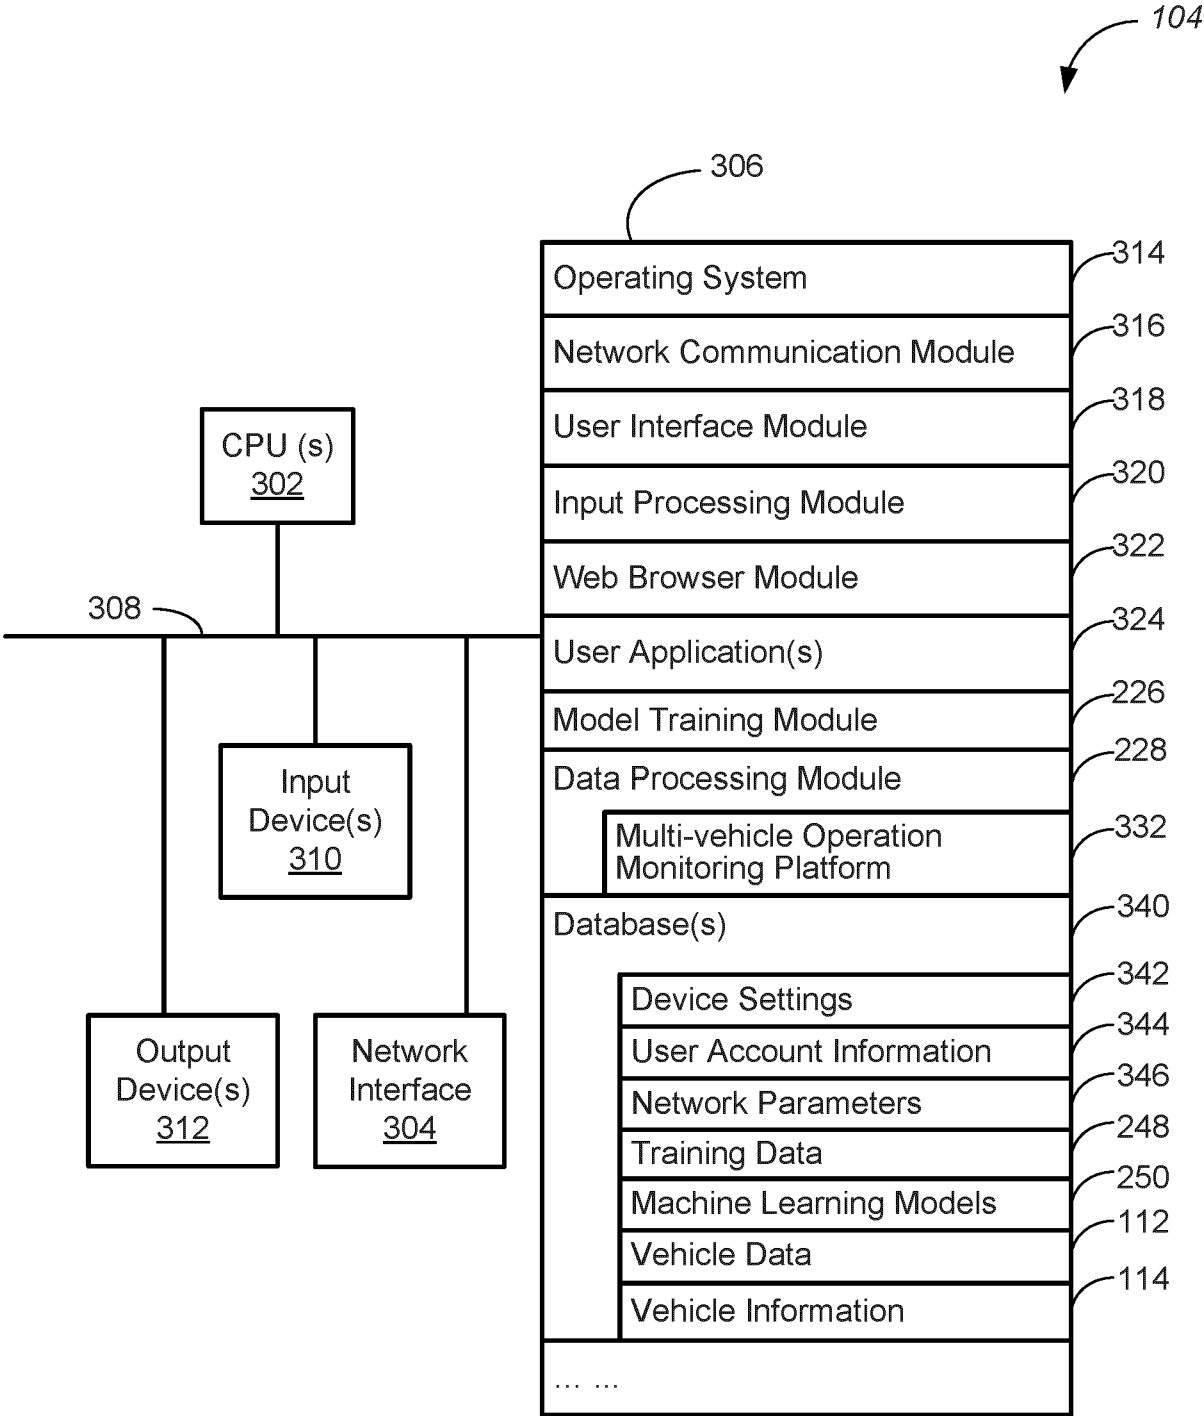 104
306
Operating System
314
Network Communication Module
316
User Interface Module
318
Input Processing Module
320
Web Browser Module
322
User Application(s)
324
Model Training Module
226
Data Processing Module
228
Multi-vehicle Operation
Monitoring Platform
332
Database(s)
340
Device Settings
342
User Account Information
344
Network Parameters
346
Training Data
248
Machine Learning Models
250
Vehicle Data
112
Vehicle Information
114
... ...
CPU (s)
302
308
Input
Device(s)
310
Output
Device(s)
312
Network
Interface
304